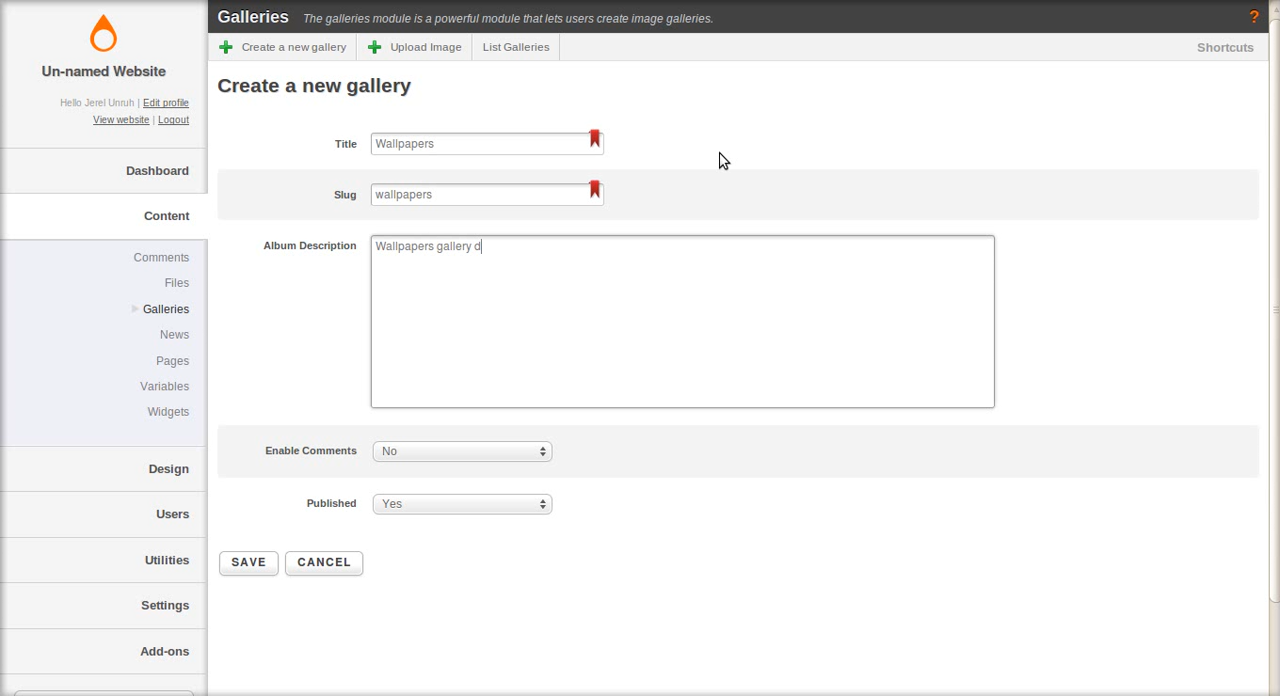 Un-named Website
Hello Jerel Unruh | Edit profile
View website | Logout
Dashboard
Content
Comments
Files
Galleries
News
Pages
Variables
Widgets
Design
Users
Utilities
Settings
Add-ons
Galleries The galleries module is a powerful module that lets users create image galleries. ?
Create a new gallery Upload Image List Galleries Shortcuts
Create a new gallery
Title Wallpapers
Slug wallpapers
Album Description Wallpapers gallery d
Enable Comments No
Published Yes
SAVE CANCEL